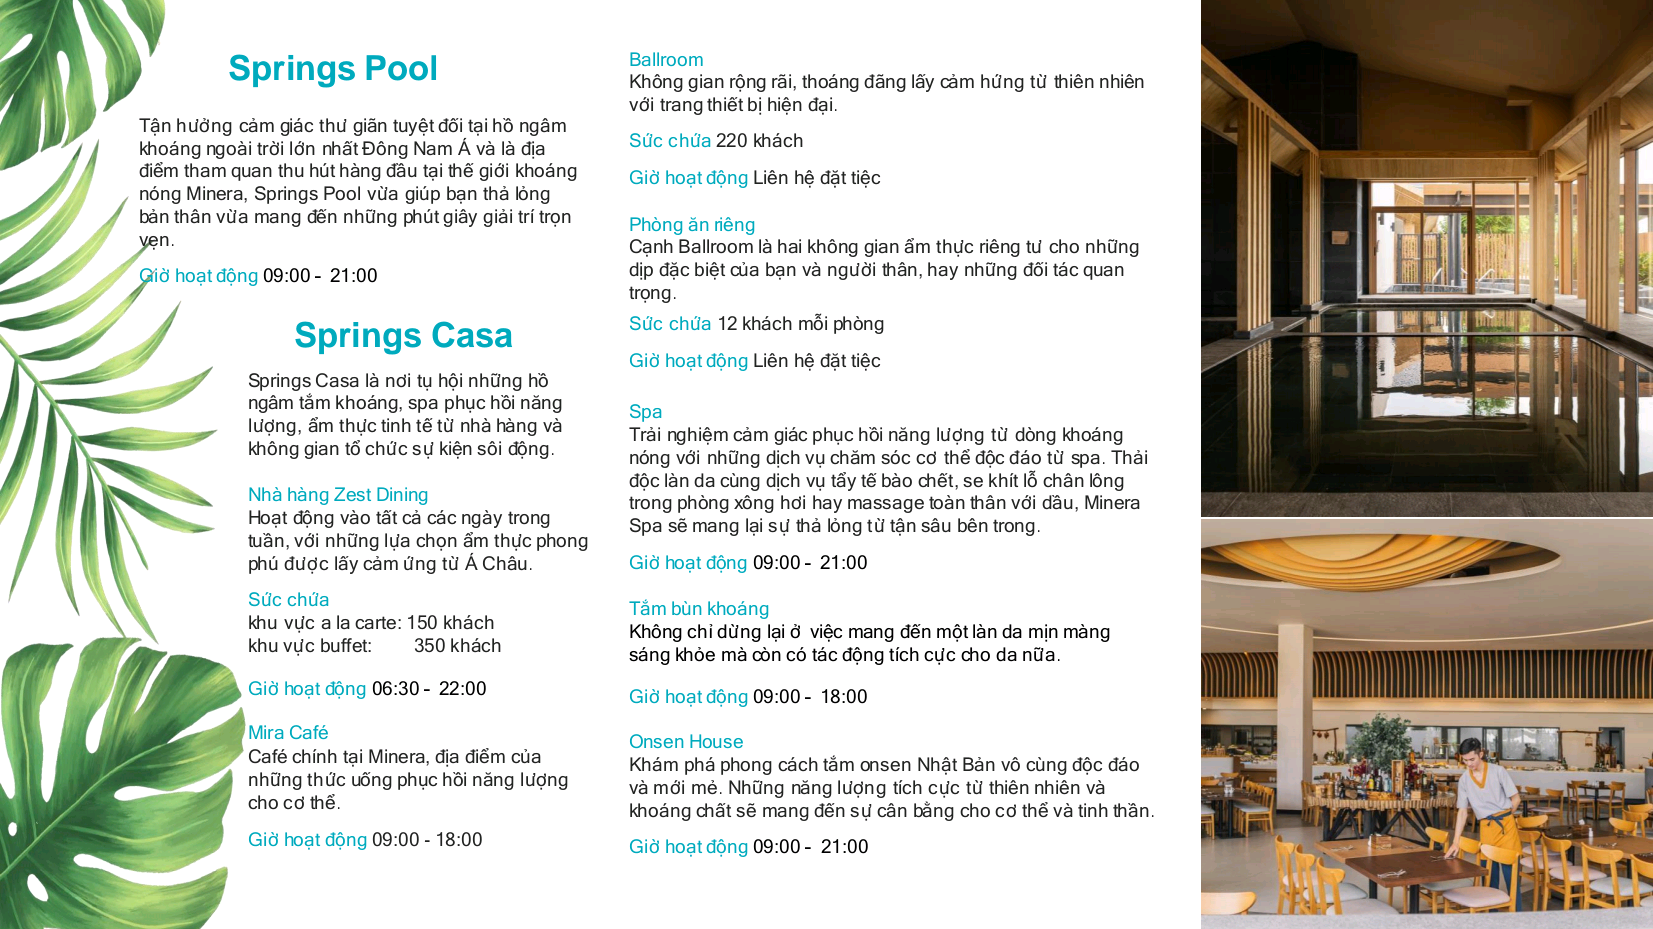 Springs Pool
Tận hưởng cảm giác thư giãn tuyệt đối tại hồ ngâm
khoáng ngoài trời lớn nhất Đông Nam Á và là địa
điểm tham quan thu hút hàng đầu tại thế giới khoáng
nóng Minera, Springs Pool vừa giúp bạn thả lỏng
bản thân vừa mang đến những phút giây giải trí trọn
vẹn.
Giờ hoạt động 09:00 - 21:00
Springs Casa
Springs Casa là nơi tụ hội những hồ
ngâm tắm khoáng, spa phục hồi năng
lượng, ẩm thực tinh tế từ nhà hàng và
không gian tổ chức sự kiện sôi động.
Nhà hàng Zest Dining
Hoạt động vào tất cả các ngày trong
tuần, với những lựa chọn ẩm thực phong
phú được lấy cảm ứng từ Á Châu.
Sức chứa
khu vực a la carte: 150 khách
khu vực buffet: 350 khách
Giờ hoạt động 06:30 - 22:00
Mira Café
Café chính tại Minera, địa điểm của
những thức uống phục hồi năng lượng
cho cơ thể.
Giờ hoạt động 09:00 - 18:00
Ballroom
Không gian rộng rãi, thoáng đãng lấy cảm hứng từ thiên nhiên
với trang thiết bị hiện đại.
Sức chứa 220 khách
Giờ hoạt động Liên hệ đặt tiệc
Phòng ăn riêng
Cạnh Ballroom là hai không gian ẩm thực riêng tư cho những
dịp đặc biệt của bạn và người thân, hay những đối tác quan
trọng.
Sức chứa 12 khách mỗi phòng
Giờ hoạt động Liên hệ đặt tiệc
Spa
Trải nghiệm cảm giác phục hồi năng lượng từ dòng khoáng
nóng với những dịch vụ chăm sóc cơ thể độc đáo từ spa. Thải
độc làn da cùng dịch vụ tẩy tế bào chết, se khít lỗ chân lông
trong phòng xông hơi hay massage toàn thân với dầu, Minera
Spa sẽ mang lại sự thả lỏng từ tận sâu bên trong.
Giờ hoạt động 09:00 - 21:00
Tắm bùn khoáng
Không chỉ dừng lại ở việc mang đến một làn da mịn màng
sáng khỏe mà còn có tác động tích cực cho da nữa.
Giờ hoạt động 09:00 - 18:00
Onsen House
Khám phá phong cách tắm onsen Nhật Bản vô cùng độc đáo
và mới mẻ. Những năng lượng tích cực từ thiên nhiên và
khoáng chất sẽ mang đến sự cân bằng cho cơ thể và tinh thần.
Giờ hoạt động 09:00 - 21:00